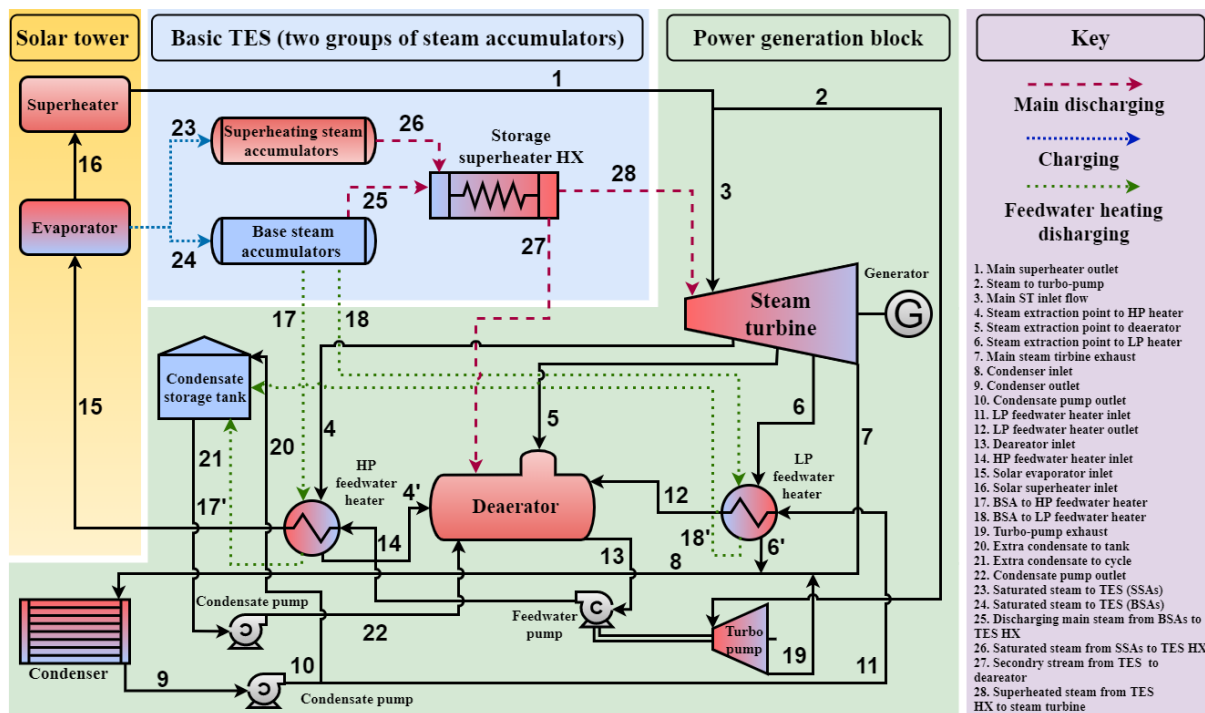 Solar tower
Basic TES (two groups of steam accumulators)
Power generation block
Key
1
2
Superheater
23
Superheating steam
accumulators
26
Storage
superheater HX
28
3
16
Evaporator
24
Base steam
accumulators
25
27
Main discharging
Charging
Feedwater heating
disharging
Steam
turbine
Generator
G
17
18
Condensate
storage tank
15
21
20
4
5
6
7
HP
feedwater
heater
4'
Deaerator
LP
feedwater
heater
12
17'
14
13
18'
6'
8
Condensate pump
C
22
Feedwater
pump
C
Turbo
pump
19
Condenser
9
10
C
Condensate pump
11
1. Main superheater outlet
2. Steam to turbo-pump
3. Main ST inlet flow
4. Steam extraction point to HP heater
5. Steam extraction point to deaerator
6. Steam extraction point to LP heater
7. Main steam tirbine exhaust
8. Condenser inlet
9. Condenser outlet
10. Condensate pump outlet
11. LP feedwater heater inlet
12. LP feedwater heater outlet
13. Deareator inlet
14. HP feedwater heater inlet
15. Solar evaporator inlet
16. Solar superheater inlet
17. BSA to HP feedwater heater
18. BSA to LP feedwater heater
19. Turbo-pump exhaust
20. Extra condensate to tank
21. Extra condensate to cycle
22. Condensate pump outlet
23. Saturated steam to TES (SSAs)
24. Saturated steam to TES (BSAs)
25. Discharging main steam from BSAs to
TES HX
26. Saturated steam from SSAs to TES HX
27. Secondry stream from TES to
deareator
28. Superheated steam from TES
HX to steam turbine